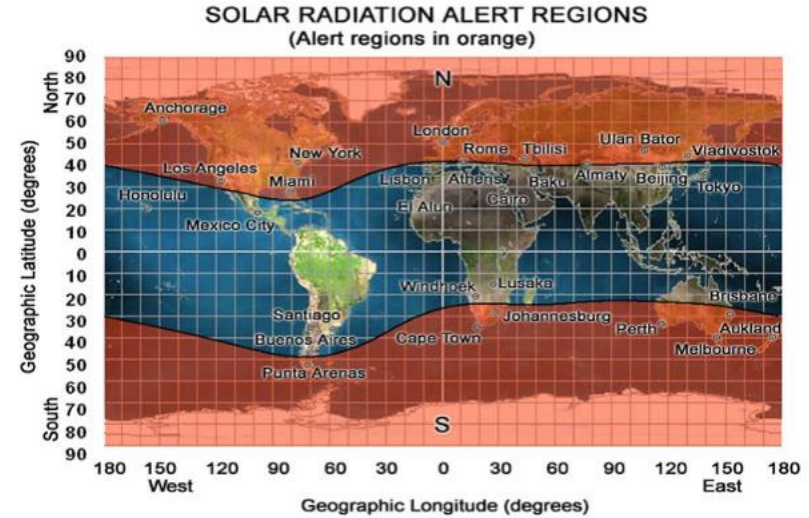 SOLAR RADIATION ALERT REGIONS
(Alert regions in orange)
Geographic Latitude (degrees)
North
South
90
80
70
60
50
40
30
20
10
0
10
20
30
40
50
60
70
80
90
N
Anchorage
London
New York
Rome
Tbilisi
Ulan Bator
Vladivostok
Los Angeles
Miami
Lisbon
Athens
Baku
Almaty
Beijing
Tokyo
Honolulu
Mexico City
El Aiun
Cairo
Windhoek
Lusaka
Brisbane
Santiago
Buenos Aires
Cape Town
Johannesburg
Perth
Aukland
Melbourne
Punta Arenas
S
180 150 120 90 60 30 0 30 60 90 120 150 180
West
East
Geographic Longitude (degrees)